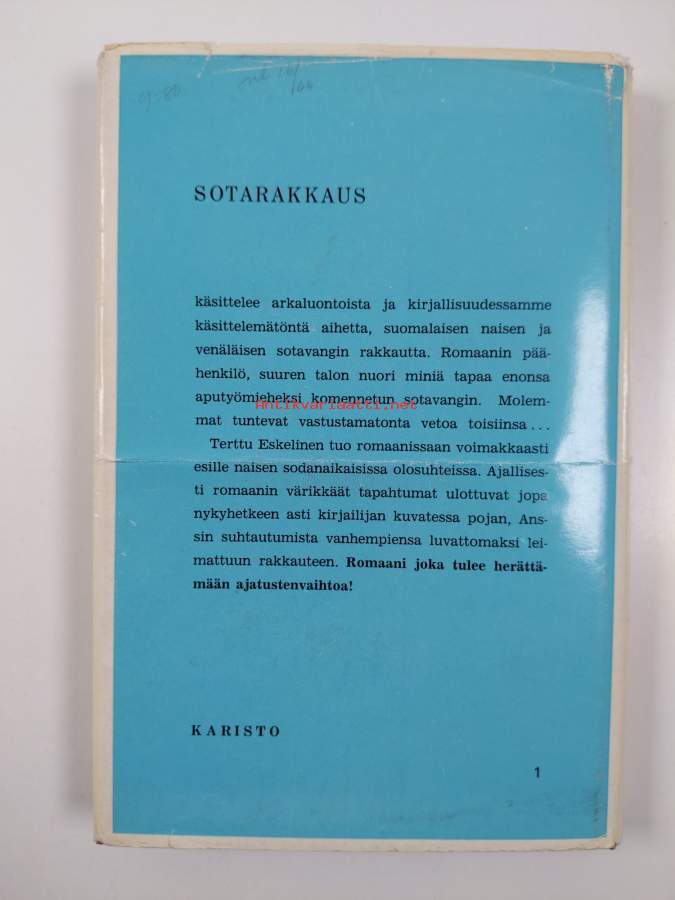 g-80
SOTARAKKAUS
käsittelee arkaluontoista ja kirjallisuudessamme
käsittelemätöntä aihetta, suomalaisen naisen ja
venäläisen sotavangin rakkautta. Romaanin pää-
henkilö, suuren talon nuori miniä tapaa enonsa
aputyömieheksi komennetun sotavangin. Molem-
Antikvariaatti.net
mat tuntevat vastustamatonta vetoa toisiinsa...
Terttu Eskelinen tuo romaanissaan voimakkaasti
esille naisen sodanaikaisissa olosuhteissa. Ajallises-
ti romaanin värikkäät tapahtumat ulottuvat jopa
nykyhetkeen asti kirjailijan kuvatessa pojan, Ans-
sin suhtautumista vanhempiensa luvattomaksi lei-
mattuun rakkauteen. Romaani joka tulee herättä-
mään ajatustenvaihtoa!
KARISTO
1